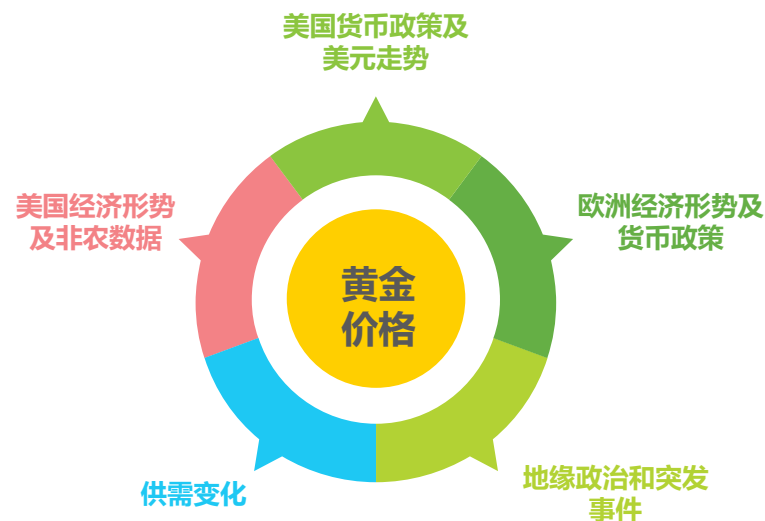 美国货币政策及
美元走势
美国经济形势
及非农数据
欧洲经济形势及
货币政策
黄金
价格
供需变化
地缘政治和突发
事件